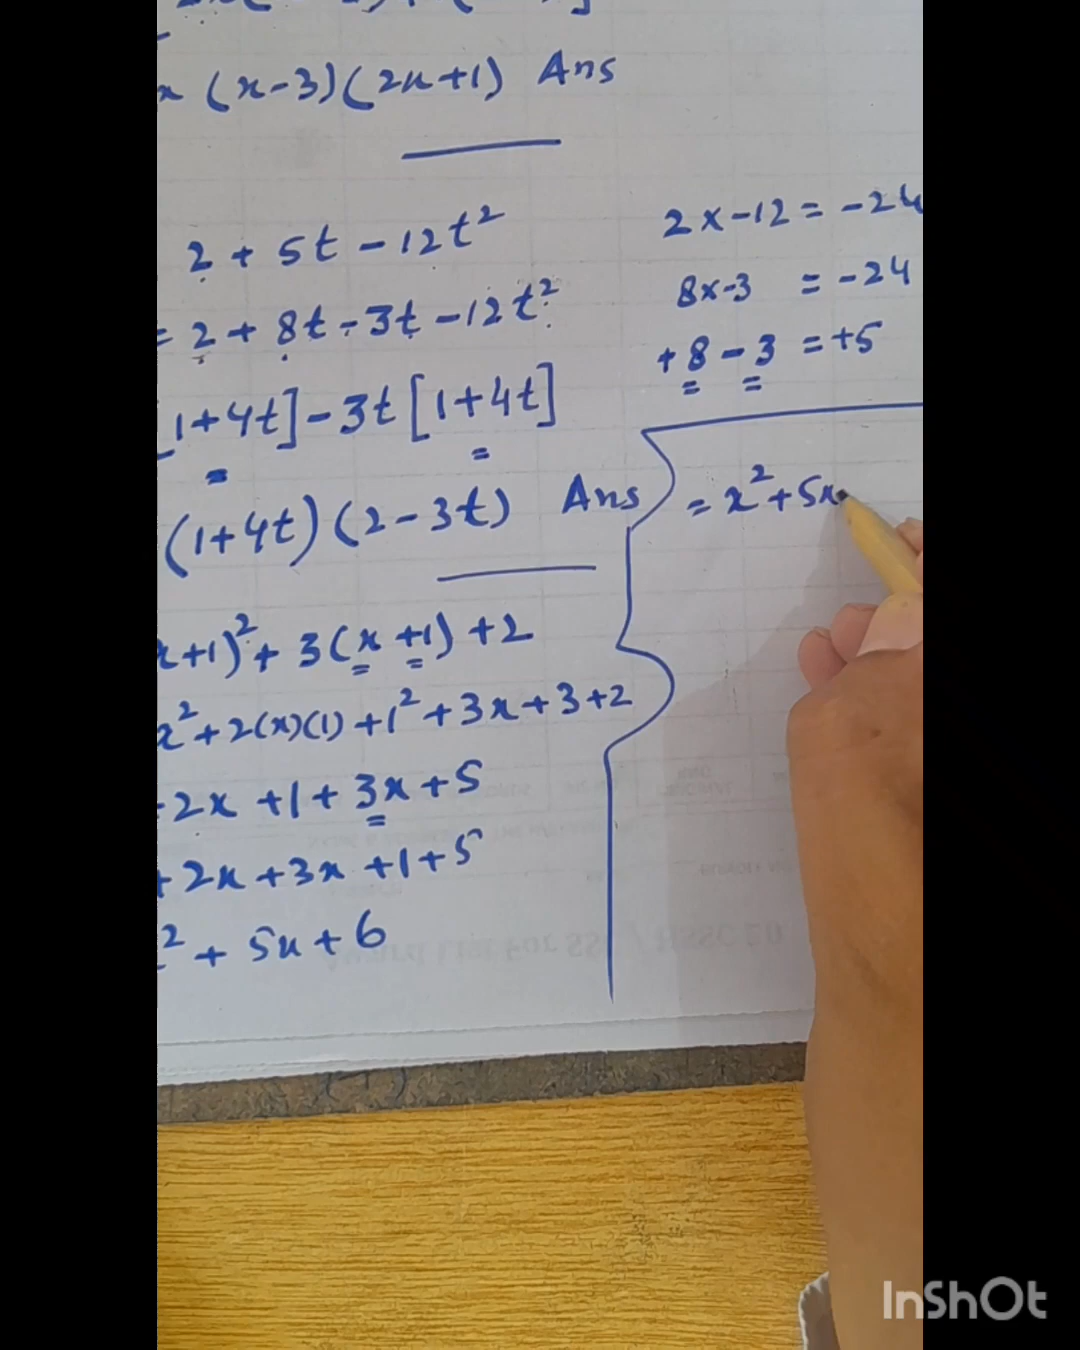 x (x-3)(2x+1) Ans
2 + 5t - 12t²
= 2 + 8t - 3t - 12t²
[1+4t] - 3t [1+4t]
(1+4t) (2-3t) Ans
2 x -12 = -24
8x-3 = -24
+8 - 3 = +5
x+1)² + 3(x+1) + 2
x² + 2(x)(1) + 1² + 3x + 3 + 2
2x + 1 + 3x + 5
+ 2x + 3x + 1 + 5
² + 5x + 6
= x² + 5x
InShOt